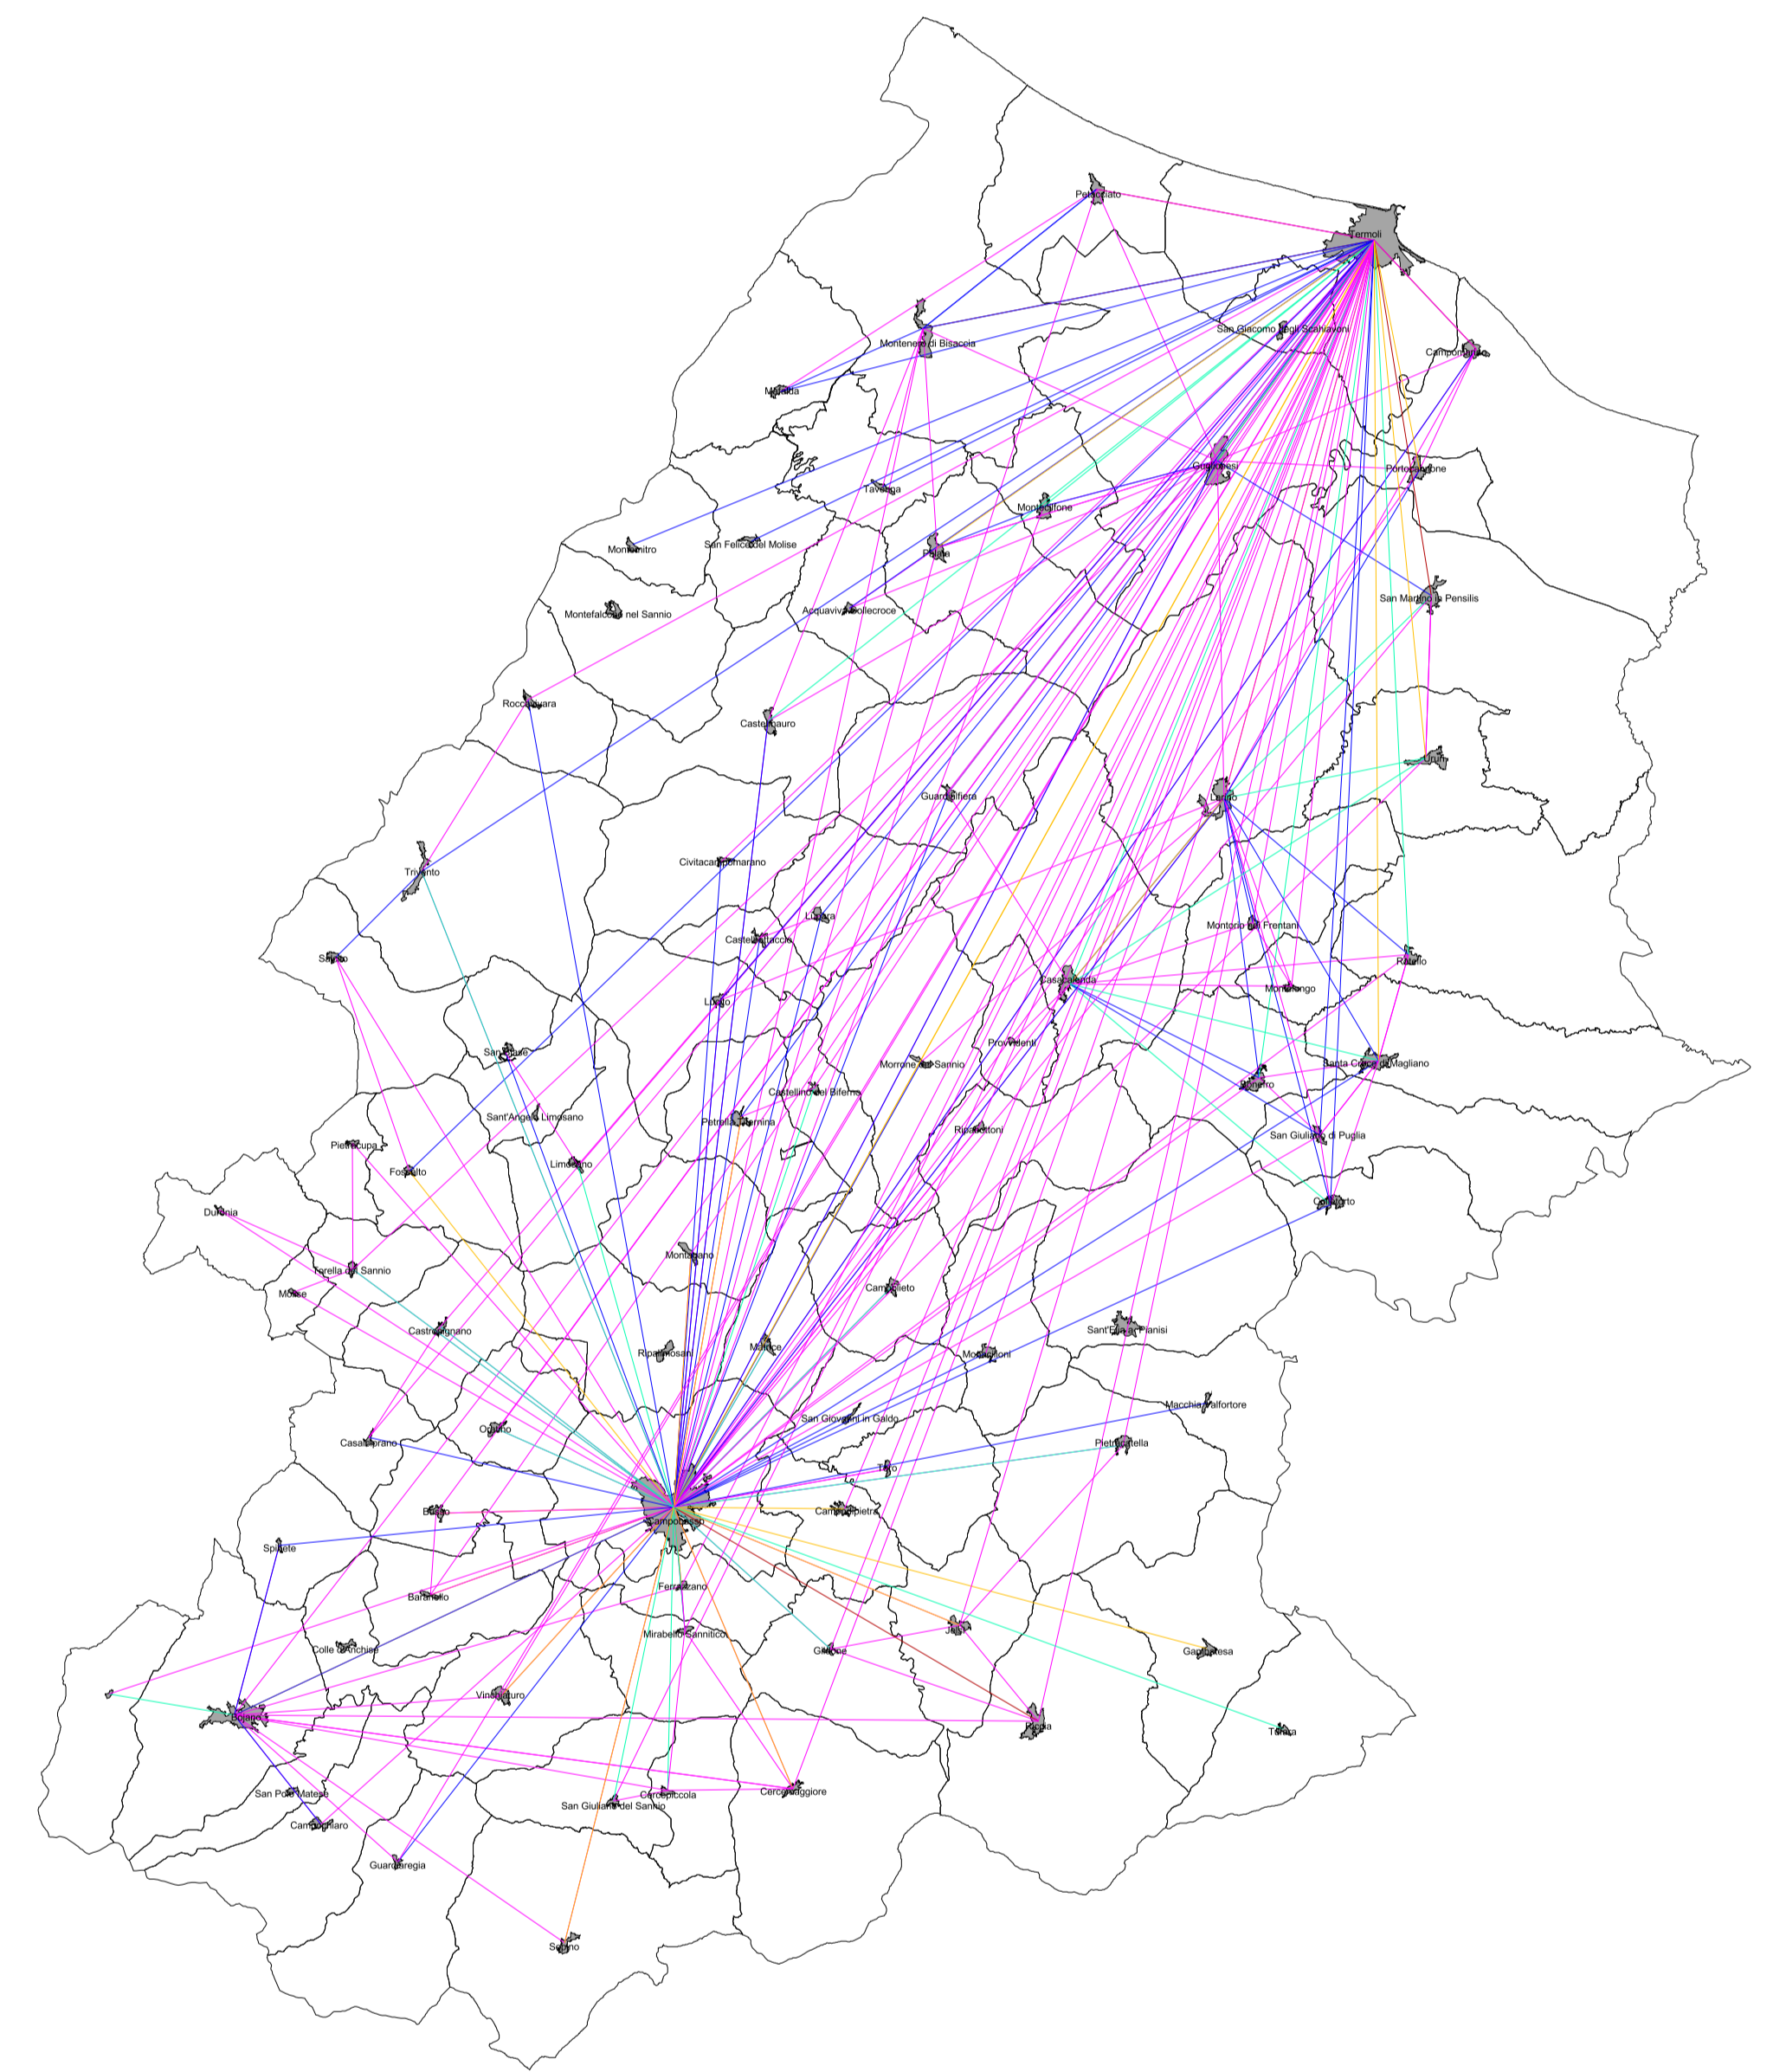 Petacciato
Termoli
San Giacomo degli Schiavoni
Montenero di Bisaccia
Campomarino
Mafalda
Guglionesi
Portocannone
Tavenna
Montecilfone
Montemitro
San Felice del Molise
Palata
San Martino in Pensilis
Montefalcone nel Sannio
Acquaviva Collecroce
Roccavivara
Castelmauro
Ururi
Guardialfiera
Larino
Civitacampomarano
Trivento
Lupara
Montorio nei Frentani
Castelbottaccio
Salcito
Rotello
Casacalenda
Montelongo
Lucito
Provvidenti
San Biase
Morrone del Sannio
Santa Croce di Magliano
Bonefro
Castellino del Biferno
Sant'Angelo Limosano
Petrella Tifernina
Ripabottoni
San Giuliano di Puglia
Pietracupa
Limosano
Fossalto
Colletorto
Duronia
Montagano
Torella del Sannio
Campolieto
Molise
Castropignano
Sant'Elia a Pianisi
Matrice
Ripalimosani
Monacilioni
Macchia Valfortore
San Giovanni in Galdo
Oratino
Casalciprano
Pietracatella
Toro
Busso
Campodipietra
Campobasso
Spinete
Ferrazzano
Baranello
Mirabello Sannitico
Jelsi
Colle d'Anchise
Gildone
Gambatesa
Vinchiaturo
Bojano
Riccia
Tufara
San Polo Matese
Cercemaggiore
Cercepiccola
San Giuliano del Sannio
Campochiaro
Guardiaregia
Sepino